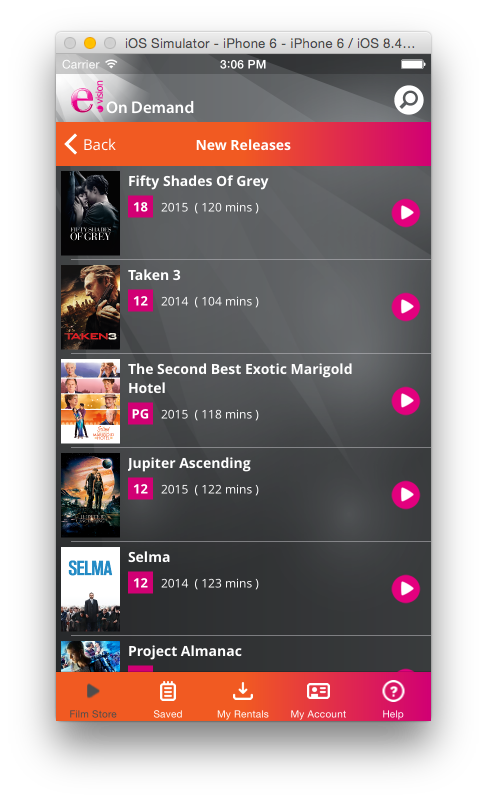 iOS Simulator - iPhone 6 - iPhone 6 / iOS 8.4...
Carrier 3:06 PM
e vision On Demand
Back New Releases
Fifty Shades Of Grey
18 2015 ( 120 mins )
FIFTY SHADES
OF GREY
Taken 3
12 2014 ( 104 mins )
TAKEN3
The Second Best Exotic Marigold
Hotel
PG 2015 ( 118 mins )
MARIGOLD
HOTEL
Jupiter Ascending
12 2015 ( 122 mins )
Selma
12 2014 ( 123 mins )
SELMA
Project Almanac
Film Store Saved My Rentals My Account Help